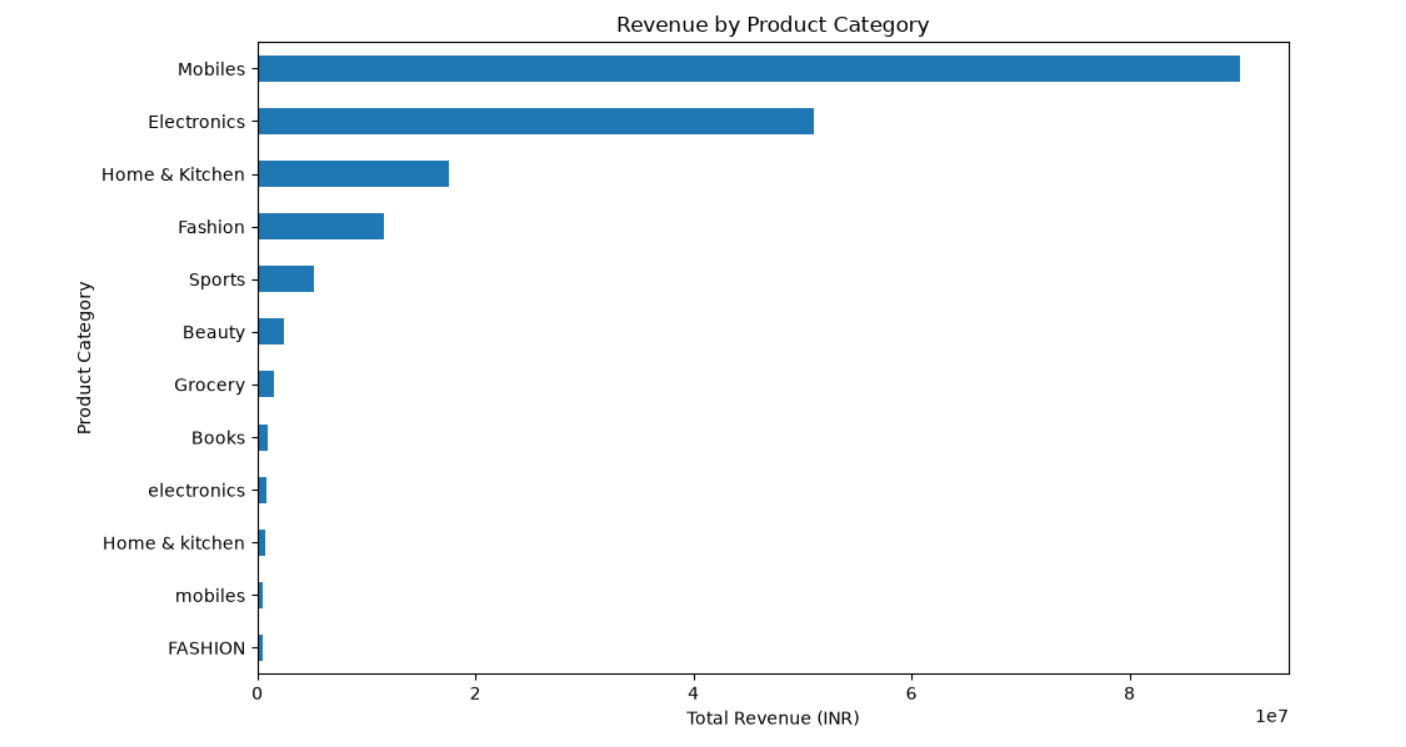 Revenue by Product Category
Mobiles
Electronics
Home & Kitchen
Fashion
Sports
Beauty
Grocery
Books
electronics
Home & kitchen
mobiles
FASHION
Product Category
0 2 4 6 8
Total Revenue (INR)
1e7